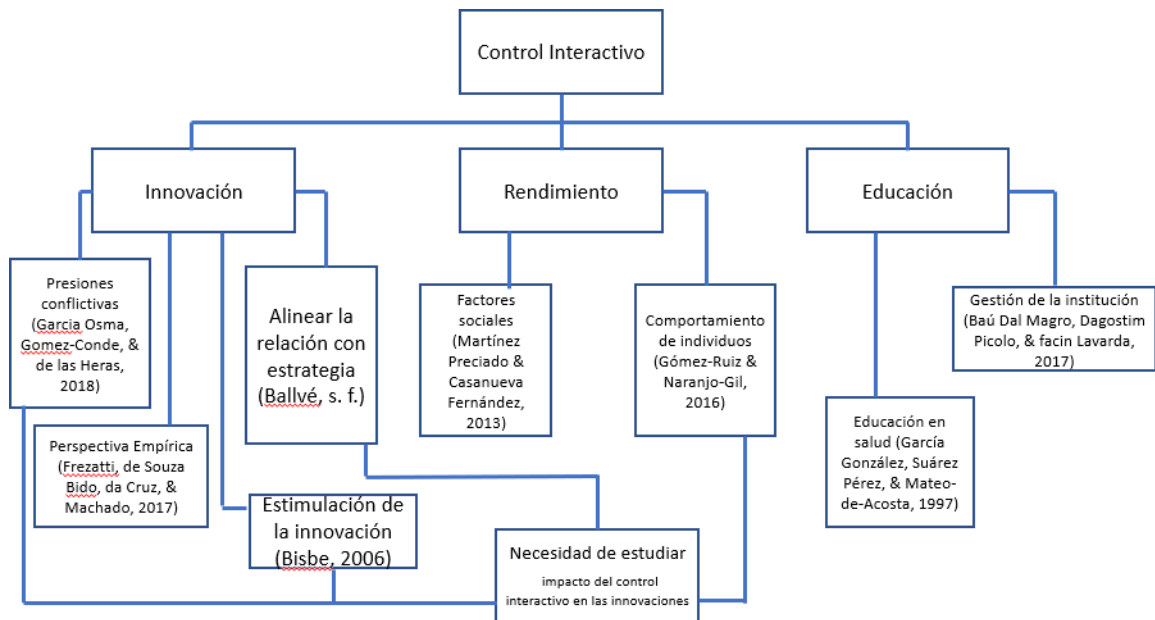 Control Interactivo
Innovación
Rendimiento
Educación
Presiones
conflictivas
(Garcia Osma,
Gomez-Conde, &
de las Heras,
2018)
Perspectiva Empírica
(Frezatti, de Souza
Bido, da Cruz, &
Machado, 2017)
Estimulación de
la innovación
(Bisbe, 2006)
Alinear la
relación con
estrategia
(Ballvé, s. f.)
Factores
sociales
(Martínez
Preciado &
Casanueva
Fernández,
2013)
Comportamiento
de individuos
(Gómez-Ruiz &
Naranjo-Gil,
2016)
Educación en
salud (García
González, Suárez
Pérez, & Mateo-
de-Acosta, 1997)
Gestión de la institución
(Baú Dal Magro, Dagostim
Picolo, & facin Lavarda,
2017)
Necesidad de estudiar
impacto del control
interactivo en las innovaciones